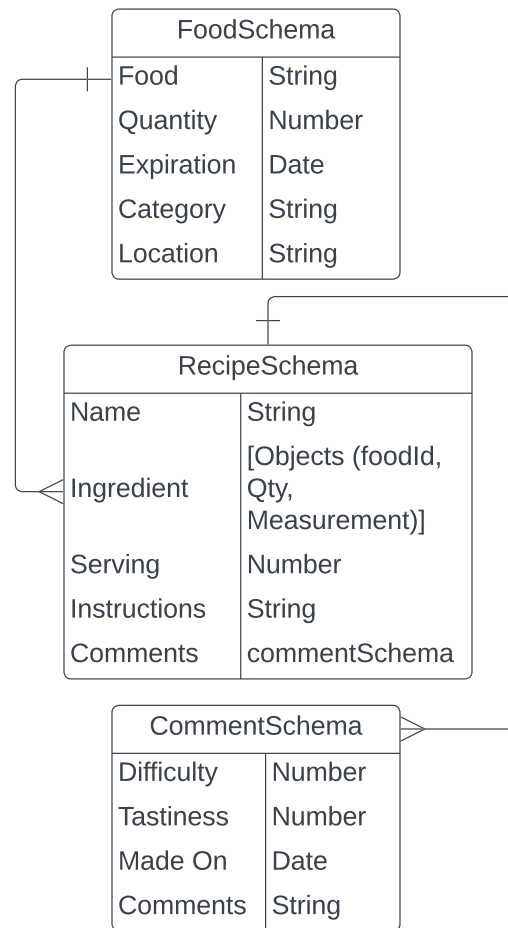 FoodSchema
Food String
Quantity Number
Expiration Date
Category String
Location String
RecipeSchema
Name String
Ingredient [Objects (foodId,
Qty,
Measurement)]
Serving Number
Instructions String
Comments commentSchema
CommentSchema
Difficulty Number
Tastiness Number
Made On Date
Comments String